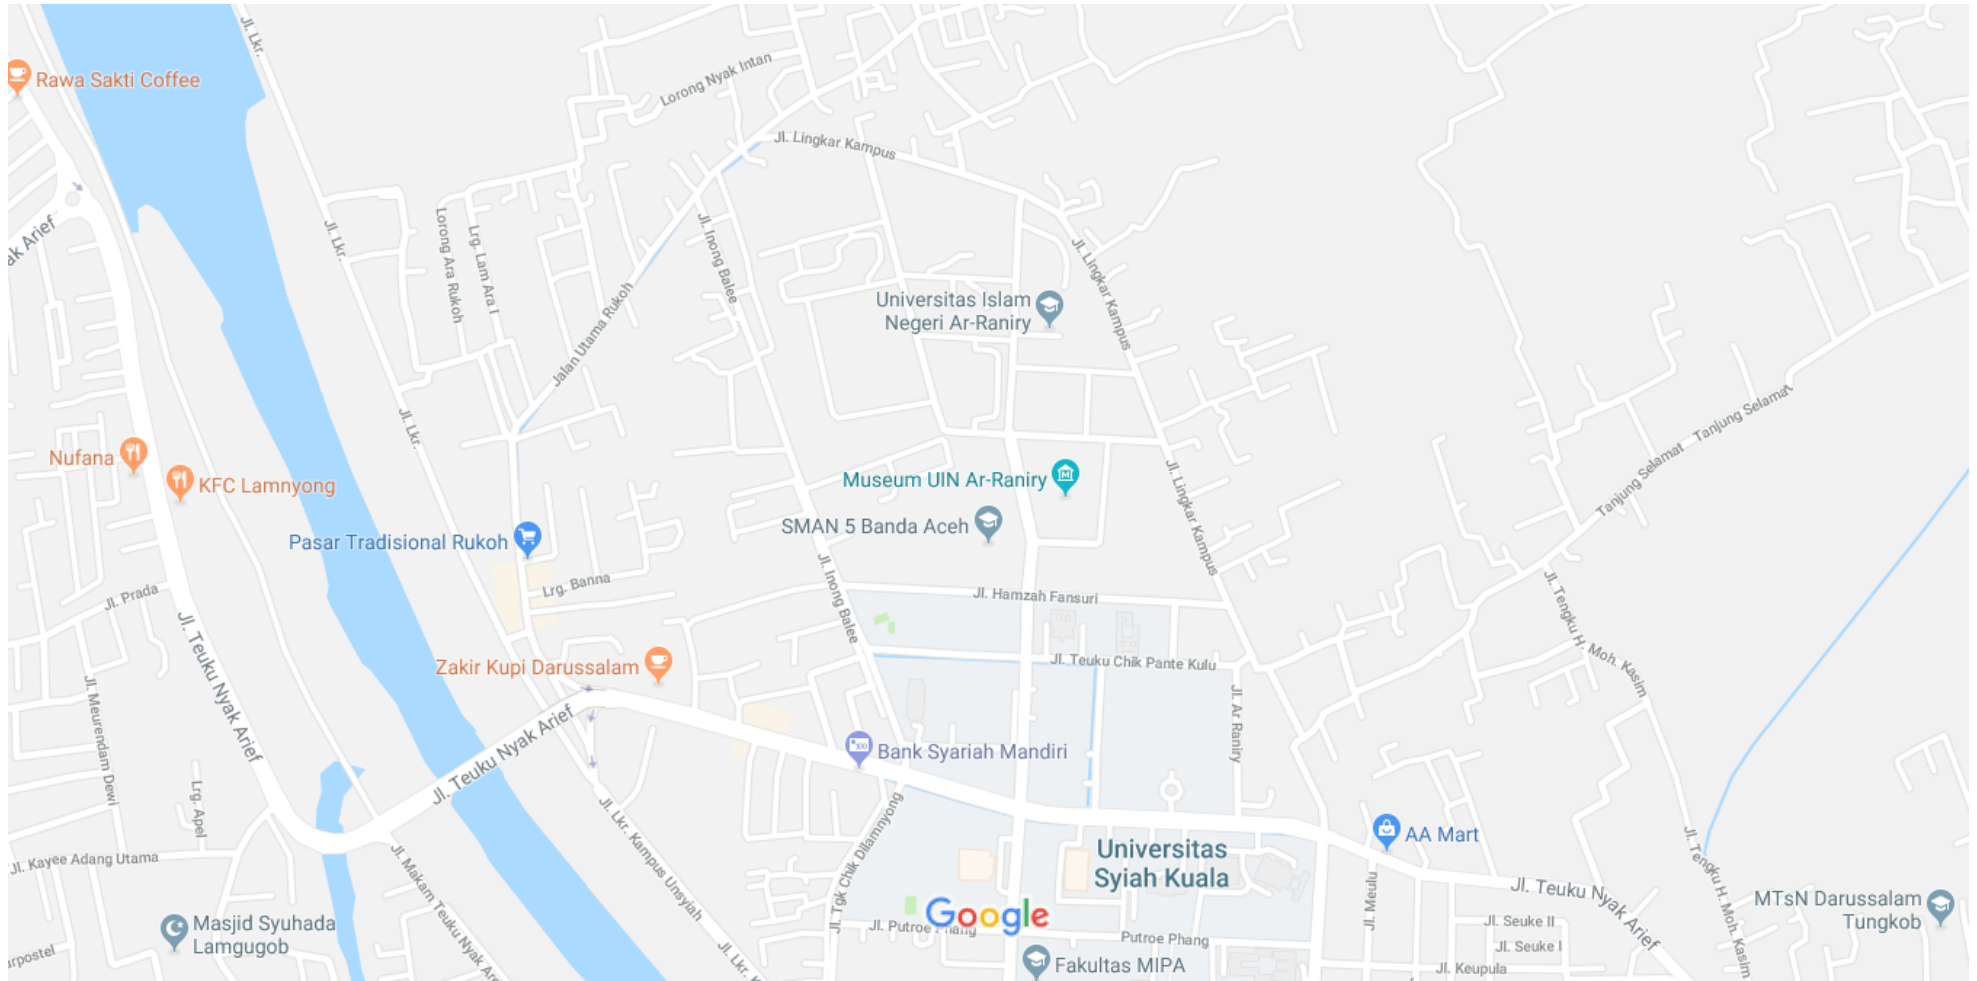 Jl. Lkr.
Rawa Sakti Coffee
Lorong Nyak Intan
Jl. Lingkar Kampus
ak Arief
Jl. Lkr.
Lorong Ara Rukoh
Lrg. Lam Ara I
Jl. Inong Balee
Jl. Lingkar Kampus
Universitas Islam
Negeri Ar-Raniry
Jalan Utama Rukoh
Jl. Lkr.
Tanjung Selamat
Tanjung Selamat
Nufana
KFC Lamnyong
Museum UIN Ar-Raniry
Jl. Lingkar Kampus
SMAN 5 Banda Aceh
Pasar Tradisional Rukoh
Lrg. Banna
Jl. Inong Balee
Jl. Hamzah Fansuri
Jl. Prada
Jl. Teuku Nyak Arief
Jl. Tengku H. Moh. Kasim
Zakir Kupi Darussalam
Jl. Teuku Chik Pante Kulu
Jl. Meurendam Dewi
Jl. Ar Raniry
Jl. Teuku Nyak Arief
Bank Syariah Mandiri
Lrg. Apel
Jl. Lkr. Kampus Unsyiah
Jl. Tgk Chik Dilamnyong
AA Mart
Universitas
Syiah Kuala
Jl. Kayee Adang Utama
Jl. Makam Teuku Nyak Are
Jl. Meulu
Jl. Teuku Nyak Arief
Jl. Tengku H. Moh. Kasim
MTsN Darussalam
Tungkob
Masjid Syuhada
Lamgugob
Google
Jl. Putroe Phang
Putroe Phang
Jl. Seuke II
Jl. Seuke I
Jl. Lkr. K
arpostel
Fakultas MIPA
Jl. Keupula